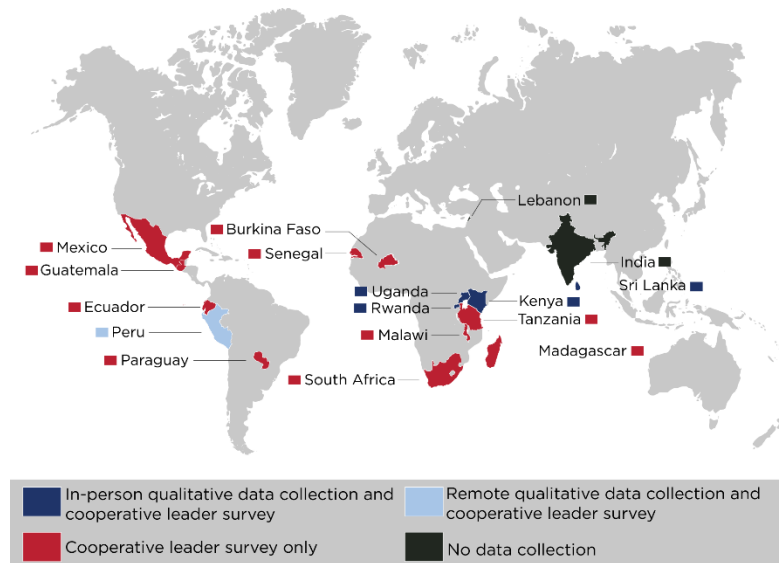 Lebanon
Burkina Faso
Mexico
Senegal
India
Guatemala
Sri Lanka
Uganda
Kenya
Ecuador
Rwanda
Tanzania
Peru
Malawi
Madagascar
Paraguay
South Africa
In-person qualitative data collection and
cooperative leader survey
Remote qualitative data collection and
cooperative leader survey
Cooperative leader survey only
No data collection